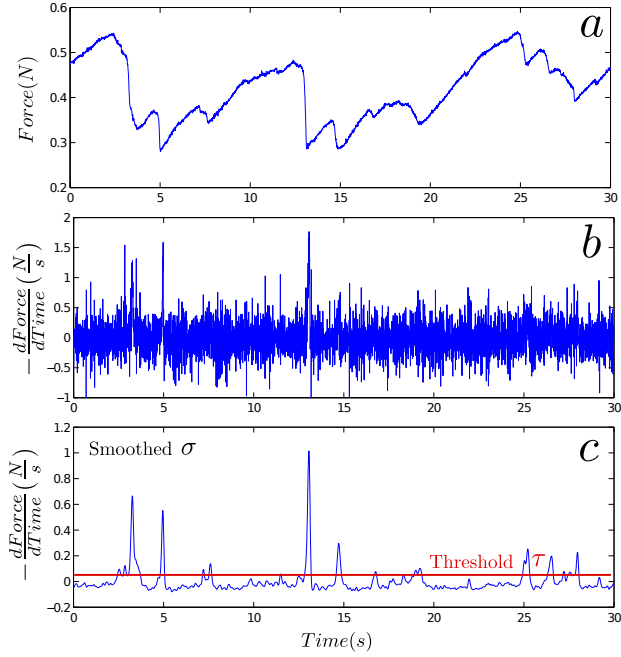 0.6
0.5
0.4
0.3
0.2
Force(N)
a
0 5 10 15 20 25 30
2
1.5
1
0.5
0
−0.5
−1
−dForce/dTime(N/s)
b
0 5 10 15 20 25 30
1.2
1
0.8
0.6
0.4
0.2
0
−0.2
−dForce/dTime(N/s)
Smoothed σ
c
Threshold τ
0 5 10 15 20 25 30
Time(s)